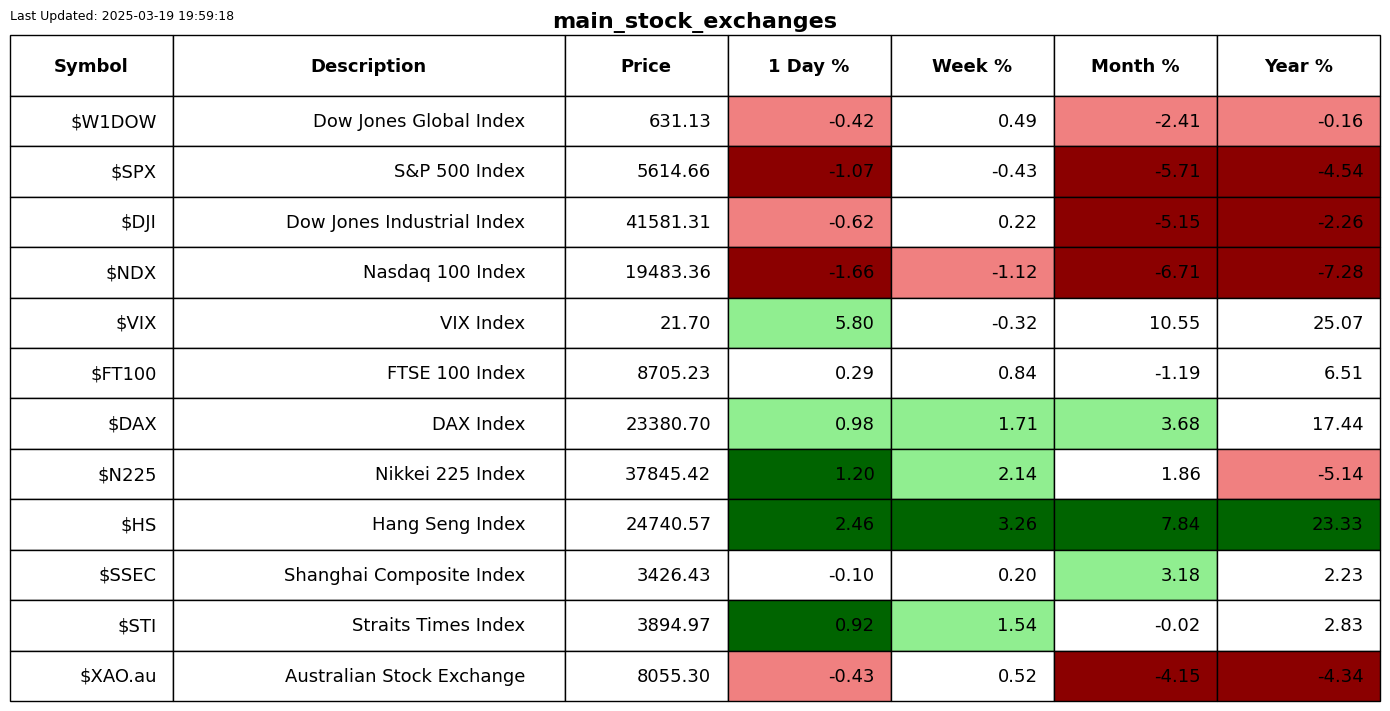 Last Updated: 2025-03-19 19:59:18
main_stock_exchanges
Symbol Description Price 1 Day % Week % Month % Year %
$W1DOW Dow Jones Global Index 631.13 -0.42 0.49 -2.41 -0.16
$SPX S&P 500 Index 5614.66 -1.07 -0.43 -5.71 -4.54
$DJI Dow Jones Industrial Index 41581.31 -0.62 0.22 -5.15 -2.26
$NDX Nasdaq 100 Index 19483.36 -1.66 -1.12 -6.71 -7.28
$VIX VIX Index 21.70 5.80 -0.32 10.55 25.07
$FT100 FTSE 100 Index 8705.23 0.29 0.84 -1.19 6.51
$DAX DAX Index 23380.70 0.98 1.71 3.68 17.44
$N225 Nikkei 225 Index 37845.42 1.20 2.14 1.86 -5.14
$HS Hang Seng Index 24740.57 2.46 3.26 7.84 23.33
$SSEC Shanghai Composite Index 3426.43 -0.10 0.20 3.18 2.23
$STI Straits Times Index 3894.97 0.92 1.54 -0.02 2.83
$XAO.au Australian Stock Exchange 8055.30 -0.43 0.52 -4.15 -4.34